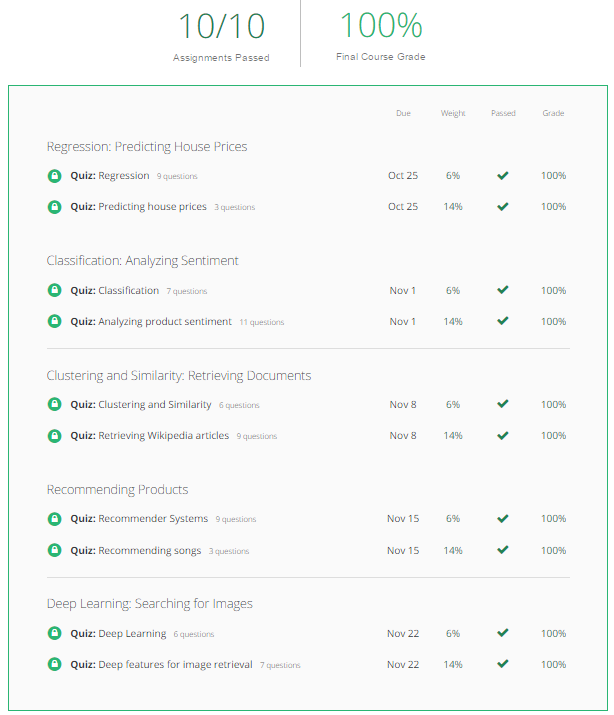 10/10 100%
Assignments Passed Final Course Grade
Due Weight Passed Grade
Regression: Predicting House Prices
Quiz: Regression 9 questions Oct 25 6% 100%
Quiz: Predicting house prices 3 questions Oct 25 14% 100%
Classification: Analyzing Sentiment
Quiz: Classification 7 questions Nov 1 6% 100%
Quiz: Analyzing product sentiment 11 questions Nov 1 14% 100%
Clustering and Similarity: Retrieving Documents
Quiz: Clustering and Similarity 6 questions Nov 8 6% 100%
Quiz: Retrieving Wikipedia articles 9 questions Nov 8 14% 100%
Recommending Products
Quiz: Recommender Systems 9 questions Nov 15 6% 100%
Quiz: Recommending songs 3 questions Nov 15 14% 100%
Deep Learning: Searching for Images
Quiz: Deep Learning 6 questions Nov 22 6% 100%
Quiz: Deep features for image retrieval 7 questions Nov 22 14% 100%